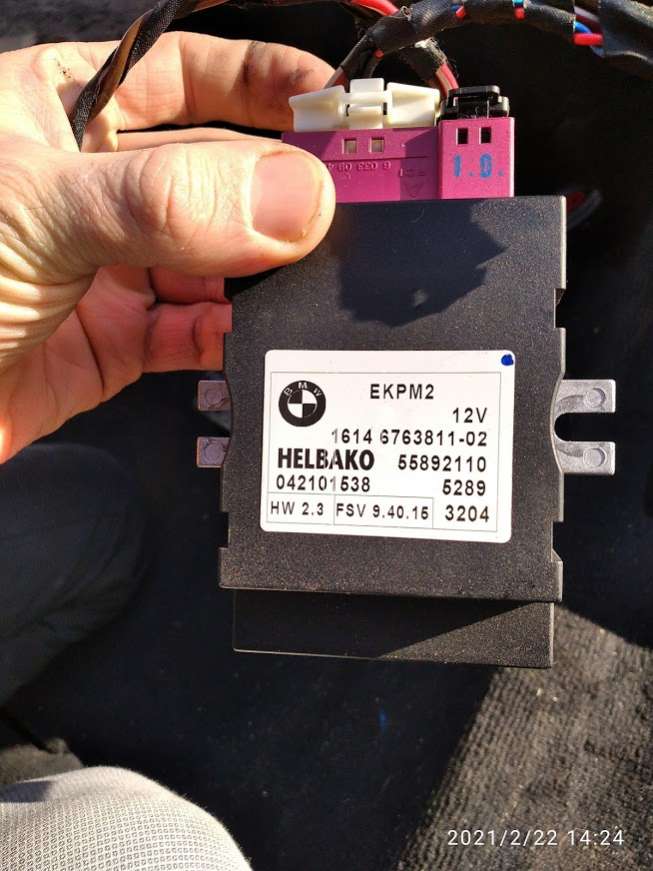 1.D.
BMW
EKPM2
12V
1614 6763811-02
HELBAKO 55892110
042101538 5289
HW 2.3 FSV 9.40.15 3204
2021/2/22 14:24